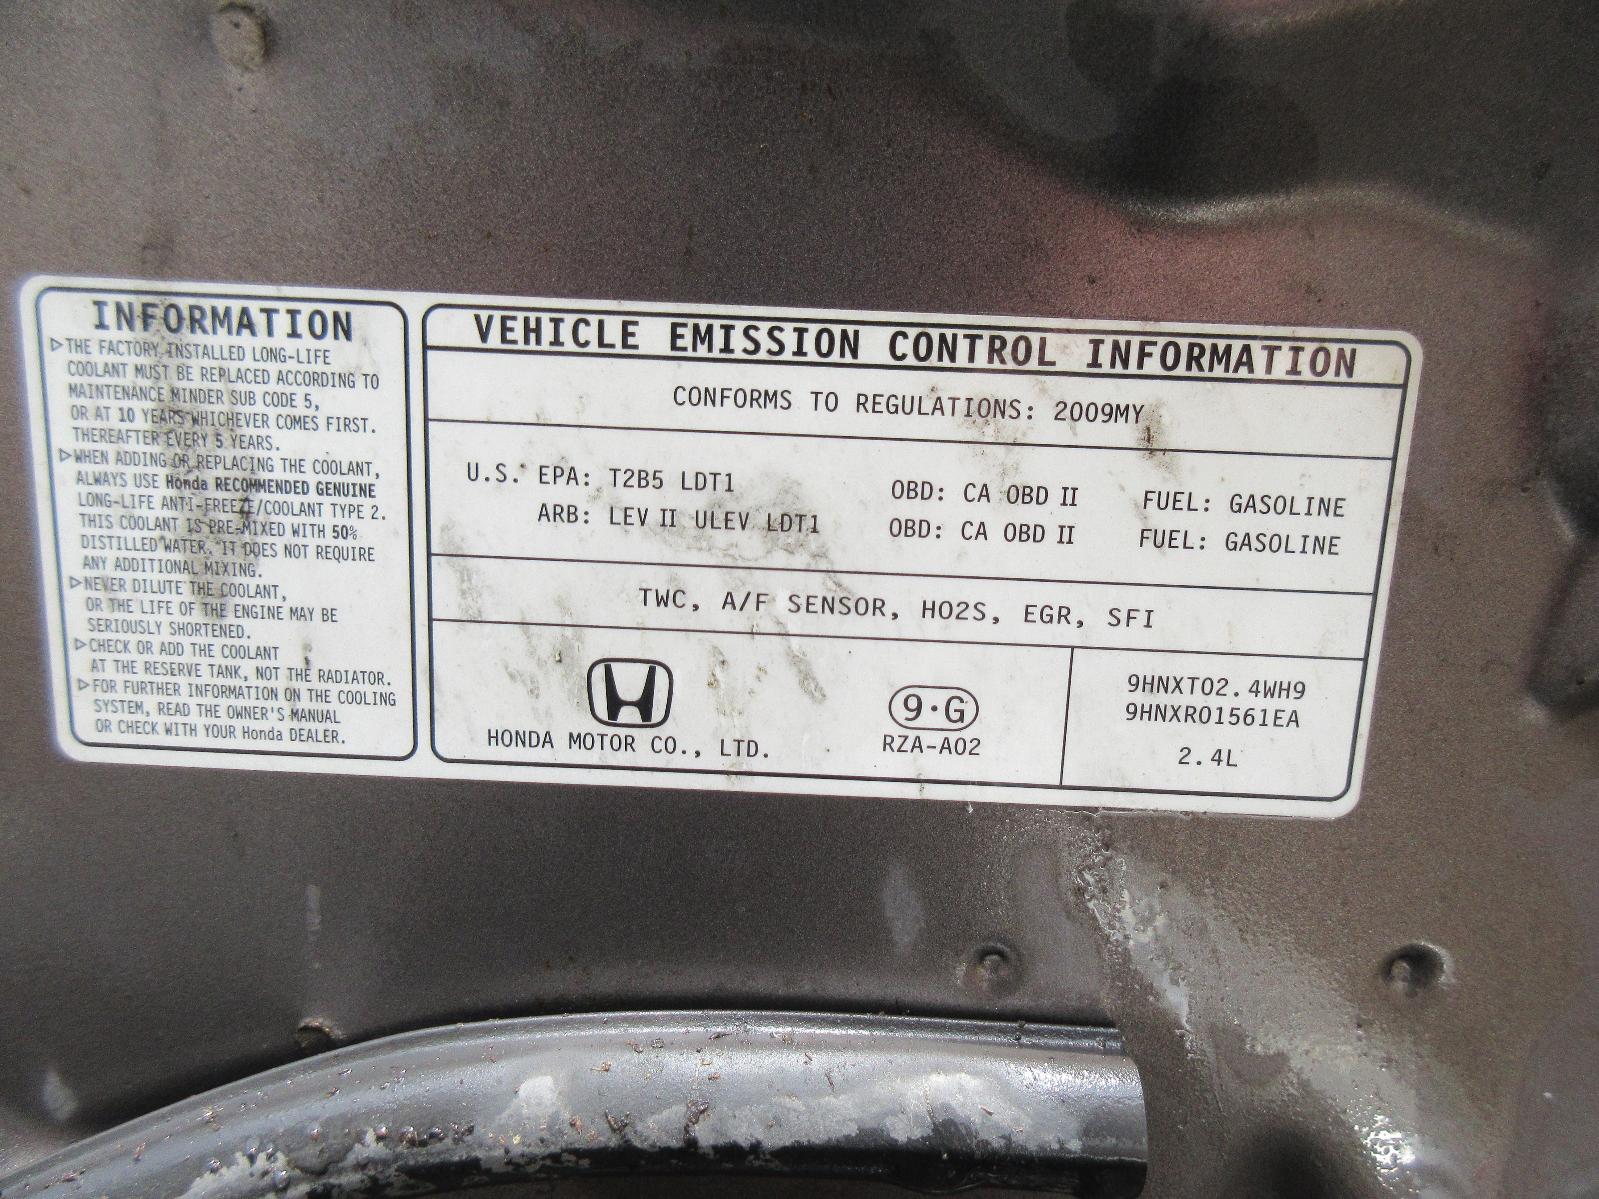 INFORMATION
▷THE FACTORY-INSTALLED LONG-LIFE
COOLANT MUST BE REPLACED ACCORDING TO
MAINTENANCE MINDER SUB CODE 5,
OR AT 10 YEARS WHICHEVER COMES FIRST.
THEREAFTER EVERY 5 YEARS.
▷WHEN ADDING OR REPLACING THE COOLANT,
ALWAYS USE Honda RECOMMENDED GENUINE
LONG-LIFE ANTI-FREEZE/COOLANT TYPE 2.
THIS COOLANT IS PRE-MIXED WITH 50%
DISTILLED WATER. IT DOES NOT REQUIRE
ANY ADDITIONAL MIXING.
▷NEVER DILUTE THE COOLANT,
OR THE LIFE OF THE ENGINE MAY BE
SERIOUSLY SHORTENED.
▷CHECK OR ADD THE COOLANT
AT THE RESERVE TANK, NOT THE RADIATOR.
▷FOR FURTHER INFORMATION ON THE COOLING
SYSTEM, READ THE OWNER'S MANUAL
OR CHECK WITH YOUR Honda DEALER.
VEHICLE EMISSION CONTROL INFORMATION
CONFORMS TO REGULATIONS: 2009MY
U.S. EPA: T2B5 LDT1 OBD: CA OBD II FUEL: GASOLINE
ARB: LEV II ULEV LDT1 OBD: CA OBD II FUEL: GASOLINE
TWC, A/F SENSOR, HO2S, EGR, SFI
HONDA MOTOR CO., LTD.
9·G
RZA-A02
9HNXT02.4WH9
9HNXR01561EA
2.4L